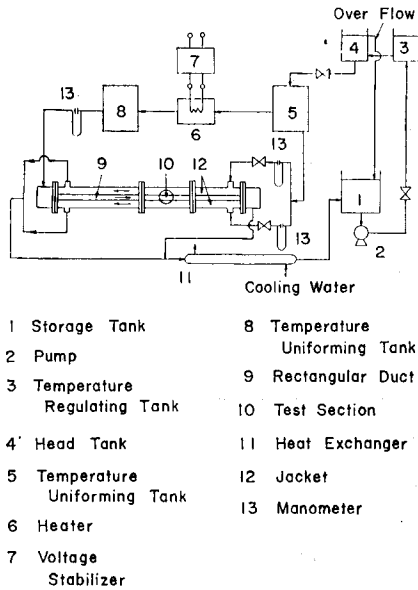 Over Flow
4
3
7
13
8
6
5
13
9
10
12
1
13
2
11
Cooling Water
1 Storage Tank
2 Pump
3 Temperature
Regulating Tank
4 Head Tank
5 Temperature
Uniforming Tank
6 Heater
7 Voltage
Stabilizer
8 Temperature
Uniforming Tank
9 Rectangular Duct
10 Test Section
11 Heat Exchanger
12 Jacket
13 Manometer